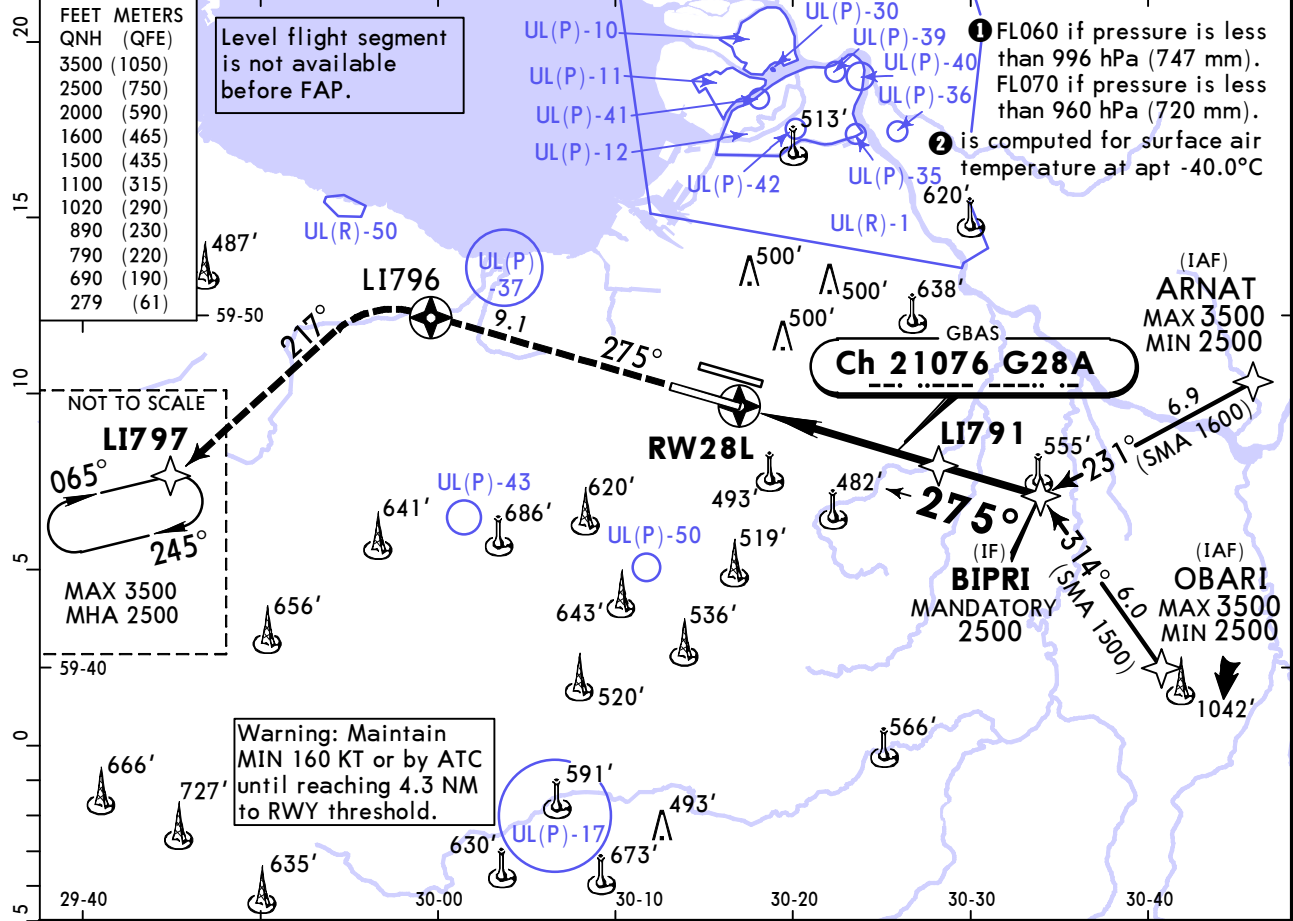 FEET METERS
QNH (QFE)
3500 (1050)
2500 (750)
2000 (590)
1600 (465)
1500 (435)
1100 (315)
1020 (290)
890 (230)
790 (220)
690 (190)
279 (61)
Level flight segment
is not available
before FAP.
UL(P)-10
UL(P)-11
UL(P)-41
UL(P)-12
UL(P)-42
UL(P)-30
UL(P)-39
UL(P)-40
UL(P)-36
UL(P)-35
UL(R)-1
513'
620'
1 FL060 if pressure is less
than 996 hPa (747 mm).
FL070 if pressure is less
than 960 hPa (720 mm).
2 is computed for surface air
temperature at apt -40.0°C
20
15
10
5
0
5
UL(R)-50
487'
59-50
LI796
UL(P)
-37
9.1
217°
275°
500'
500'
500'
638'
(IAF)
ARNAT
MAX 3500
MIN 2500
GBAS
Ch 21076 G28A
6.9
231°
(SMA 1600)
NOT TO SCALE
LI797
065°
245°
MAX 3500
MHA 2500
RW28L
LI791
555'
482'
493'
275°
(IF)
BIPRI
MANDATORY
2500
314°
6.0
(SMA 1500)
(IAF)
OBARI
MAX 3500
MIN 2500
1042'
UL(P)-43
641'
686'
620'
UL(P)-50
519'
643'
536'
656'
520'
59-40
566'
Warning: Maintain
MIN 160 KT or by ATC
until reaching 4.3 NM
to RWY threshold.
666'
727'
635'
591'
UL(P)-17
493'
630'
673'
29-40
30-00
30-10
30-20
30-30
30-40